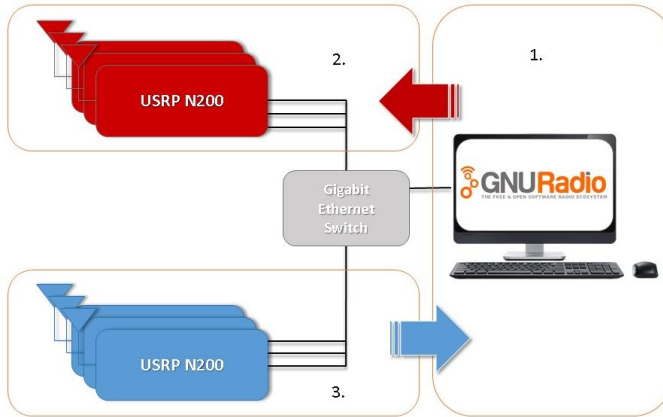 2.
1.
USRP N200
Gigabit
Ethernet
Switch
GNURadio
THE FREE & OPEN SOFTWARE RADIO ECOSYSTEM
USRP N200
3.